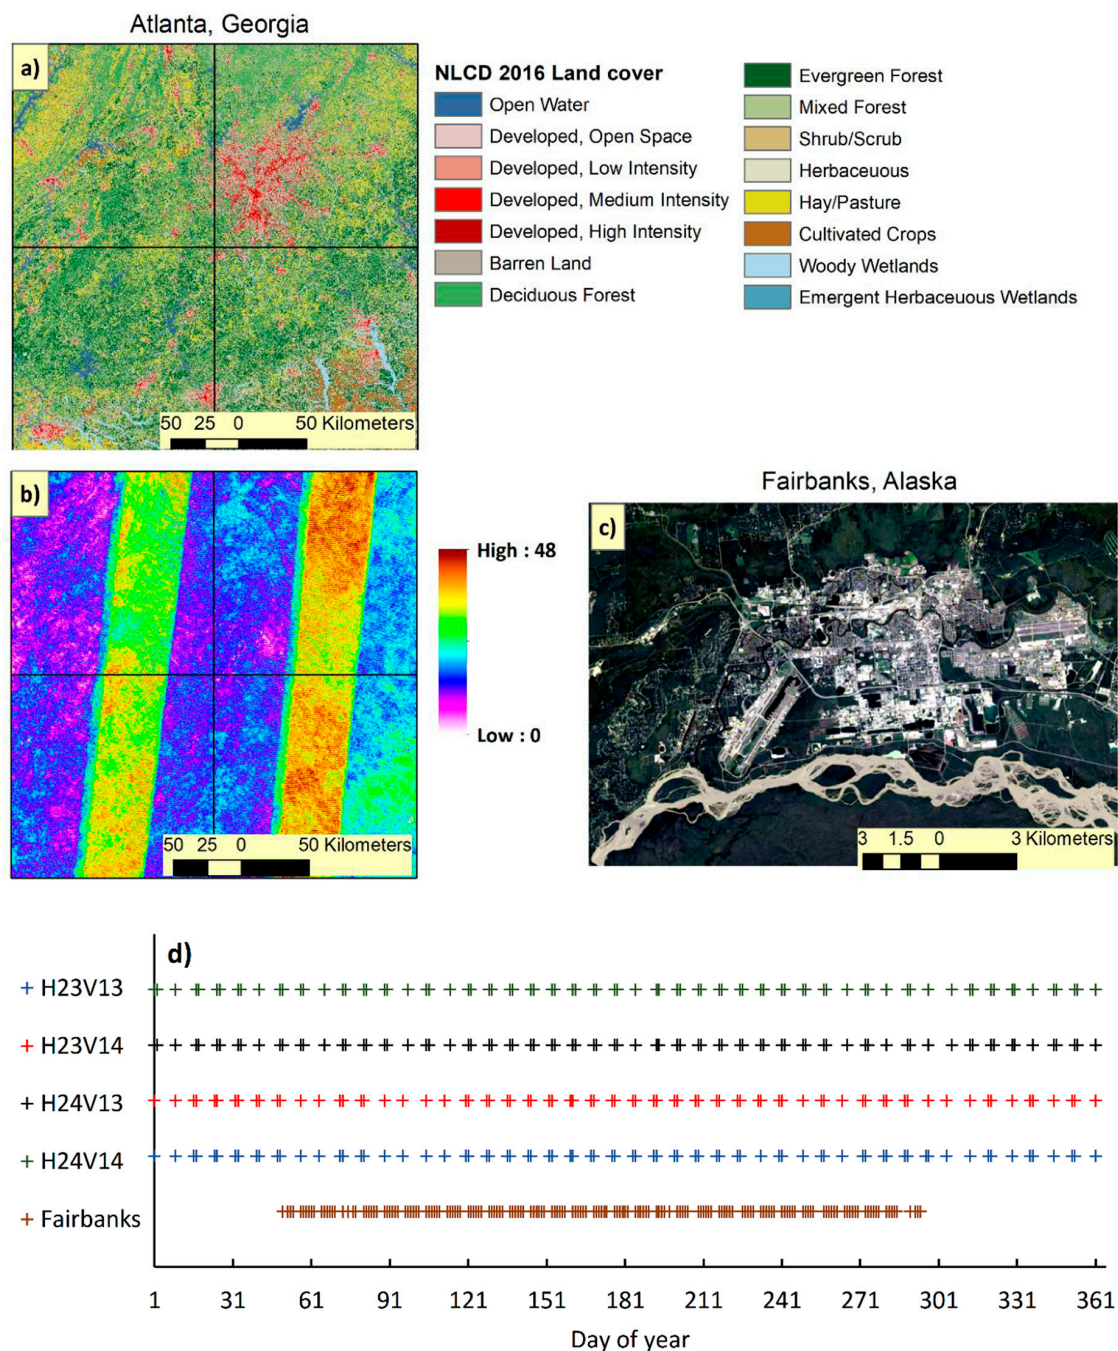 Atlanta, Georgia
a)
50 25 0 50 Kilometers
NLCD 2016 Land cover
Open Water
Developed, Open Space
Developed, Low Intensity
Developed, Medium Intensity
Developed, High Intensity
Barren Land
Deciduous Forest
Evergreen Forest
Mixed Forest
Shrub/Scrub
Herbaceuous
Hay/Pasture
Cultivated Crops
Woody Wetlands
Emergent Herbaceuous Wetlands
b)
50 25 0 50 Kilometers
High : 48
Low : 0
Fairbanks, Alaska
c)
3 1.5 0 3 Kilometers
d)
H23V13
H23V14
H24V13
H24V14
Fairbanks
1 31 61 91 121 151 181 211 241 271 301 331 361
Day of year